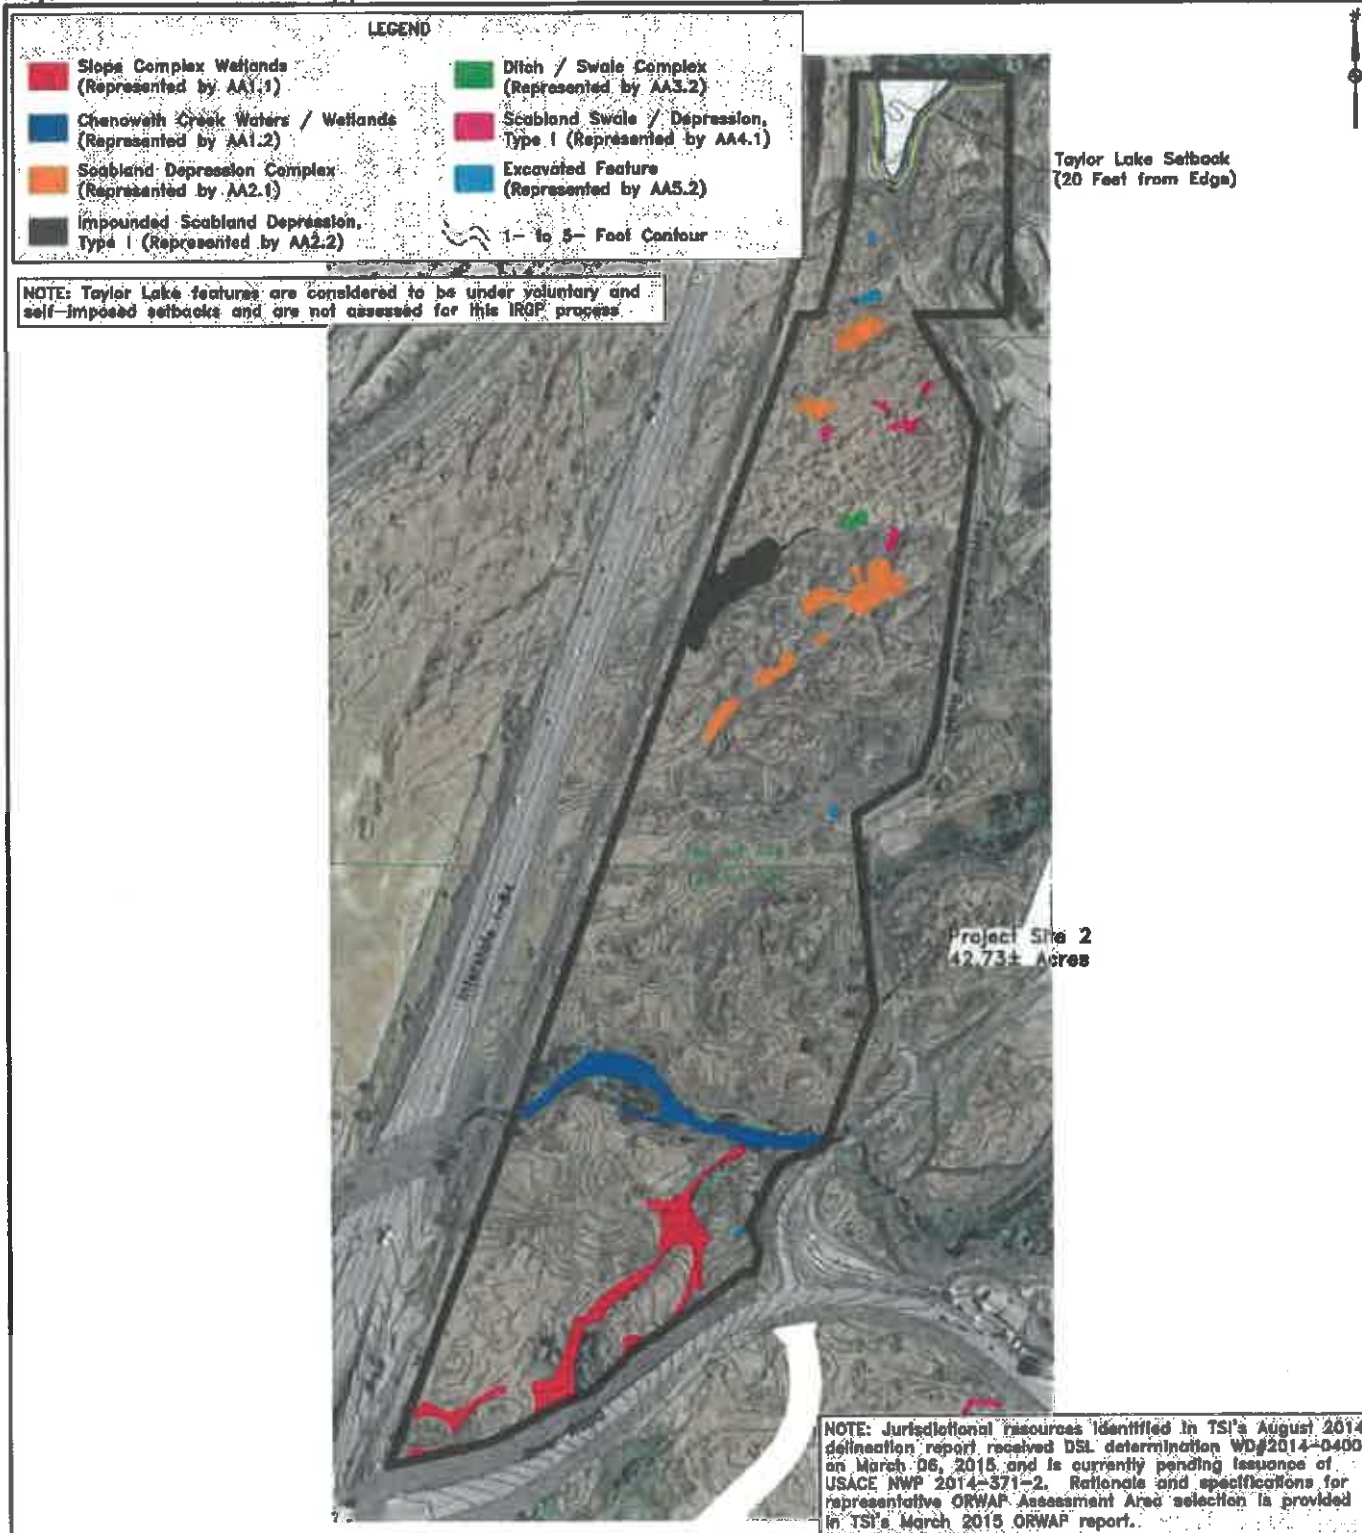 LEGEND
Slope Complex Wetlands
(Represented by AA1.1)
Chenoweth Creek Waters / Wetlands
(Represented by AA1.2)
Scabland Depression Complex
(Represented by AA2.1)
Impounded Scabland Depression,
Type I (Represented by AA2.2)
Ditch / Swale Complex
(Represented by AA3.2)
Scabland Swale / Depression,
Type I (Represented by AA4.1)
Excavated Feature
(Represented by AA5.2)
1- to 5- Foot Contour
NOTE: Taylor Lake features are considered to be under voluntary and
self-imposed setbacks and are not assessed for this IRGP process
Taylor Lake Setback
(20 Feet from Edge)
Interstate I-84
Project Site 2
42.73± Acres
NOTE: Jurisdictional resources identified in TSI's August 2014
delineation report received DSL determination WD#2014-0400
on March 06, 2015 and is currently pending issuance of
USACE NWP 2014-371-2. Rationale and specifications for
representative ORWAP Assessment Area selection is provided
in TSI's March 2015 ORWAP report.